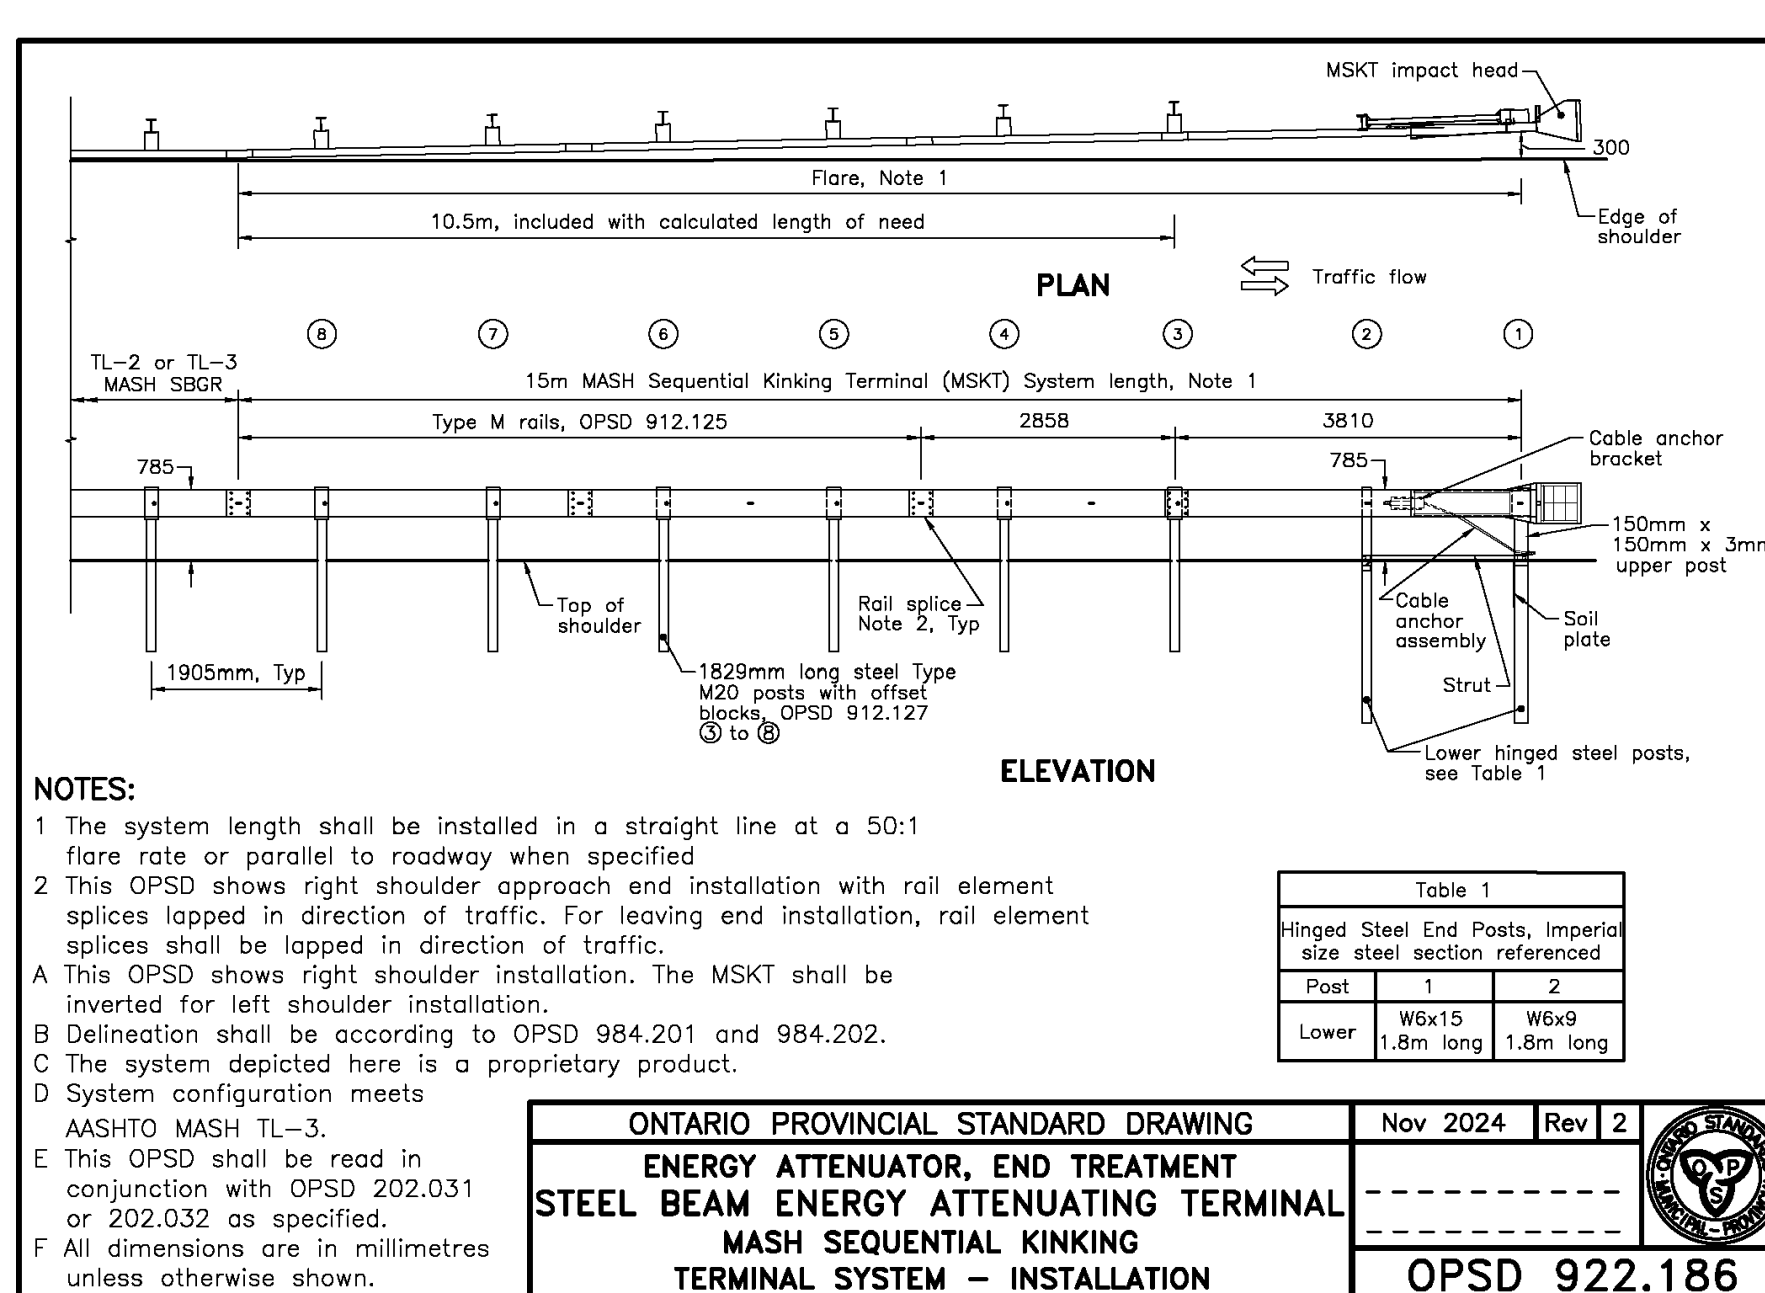 MSKT impact head
300
Flare, Note 1
10.5m, included with calculated length of need
Edge of
shoulder
PLAN
Traffic flow
8 7 6 5 4 3 2 1
TL-2 or TL-3
MASH SBGR
15m MASH Sequential Kinking Terminal (MSKT) System length, Note 1
Type M rails, OPSD 912.125
2858
3810
Cable anchor
bracket
785
785
150mm x
150mm x 3mm
upper post
Top of
shoulder
Rail splice
Note 2, Typ
Cable
anchor
assembly
Soil
plate
1905mm, Typ
1829mm long steel Type
M20 posts with offset
blocks, OPSD 912.127
3 to 8
Strut
Lower hinged steel posts,
see Table 1
ELEVATION
NOTES:
1 The system length shall be installed in a straight line at a 50:1
flare rate or parallel to roadway when specified
2 This OPSD shows right shoulder approach end installation with rail element
splices lapped in direction of traffic. For leaving end installation, rail element
splices shall be lapped in direction of traffic.
A This OPSD shows right shoulder installation. The MSKT shall be
inverted for left shoulder installation.
B Delineation shall be according to OPSD 984.201 and 984.202.
C The system depicted here is a proprietary product.
D System configuration meets
AASHTO MASH TL-3.
E This OPSD shall be read in
conjunction with OPSD 202.031
or 202.032 as specified.
F All dimensions are in millimetres
unless otherwise shown.
Table 1
Hinged Steel End Posts, Imperial
size steel section referenced
Post 1 2
Lower W6x15 W6x9
1.8m long 1.8m long
ONTARIO PROVINCIAL STANDARD DRAWING
Nov 2024 Rev 2
ENERGY ATTENUATOR, END TREATMENT
STEEL BEAM ENERGY ATTENUATING TERMINAL
MASH SEQUENTIAL KINKING
TERMINAL SYSTEM - INSTALLATION
OPS
OPSD 922.186